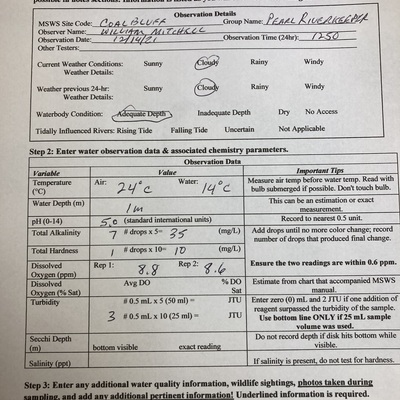 Observation Details
MSWS Site Code: COAL BLUFF Group Name: PEARL RIVERKEEPER
Observer Name: WILLIAM MITCHELL
Observation Date: 12/14/21 Observation Time (24hr): 1250
Other Testers:
Current Weather Conditions: Sunny Cloudy Rainy Windy
Weather Details:
Weather previous 24-hr: Sunny Cloudy Rainy Windy
Weather Details:
Waterbody Condition: Adequate Depth Inadequate Depth Dry No Access
Tidally Influenced Rivers: Rising Tide Falling Tide Uncertain Not Applicable
Step 2: Enter water observation data & associated chemistry parameters.
Observation Data
Variable Value Important Tips
Temperature (°C) Air: 24°C Water: 14°C Measure air temp before water temp. Read with bulb submerged if possible. Don't touch bulb.
Water Depth (m) 1m This can be an estimation or exact measurement.
pH (0-14) 5.0 (standard international units) Record to nearest 0.5 unit.
Total Alkalinity 7 # drops x 5= 35 (mg/L) Add drops until no more color change; record number of drops that produced final change.
Total Hardness 1 # drops x 10= 10 (mg/L)
Dissolved Oxygen (ppm) Rep 1: 8.8 Rep 2: 8.6 Ensure the two readings are within 0.6 ppm.
Dissolved Oxygen (% Sat) Avg DO % DO Sat Estimate from chart that accompanied MSWS manual.
Turbidity # 0.5 mL x 5 (50 ml) = JTU Enter zero (0) mL and 2 JTU if one addition of reagent surpassed the turbidity of the sample.
3 # 0.5 mL x 10 (25 ml) = JTU Use bottom line ONLY if 25 mL sample volume was used.
Secchi Depth (m) bottom visible exact reading Do not record depth if disk hits bottom while visible.
Salinity (ppt) If salinity is present, do not test for hardness.
Step 3: Enter any additional water quality information, wildlife sightings, photos taken during
sampling, and add any additional pertinent information! Underlined information is required.